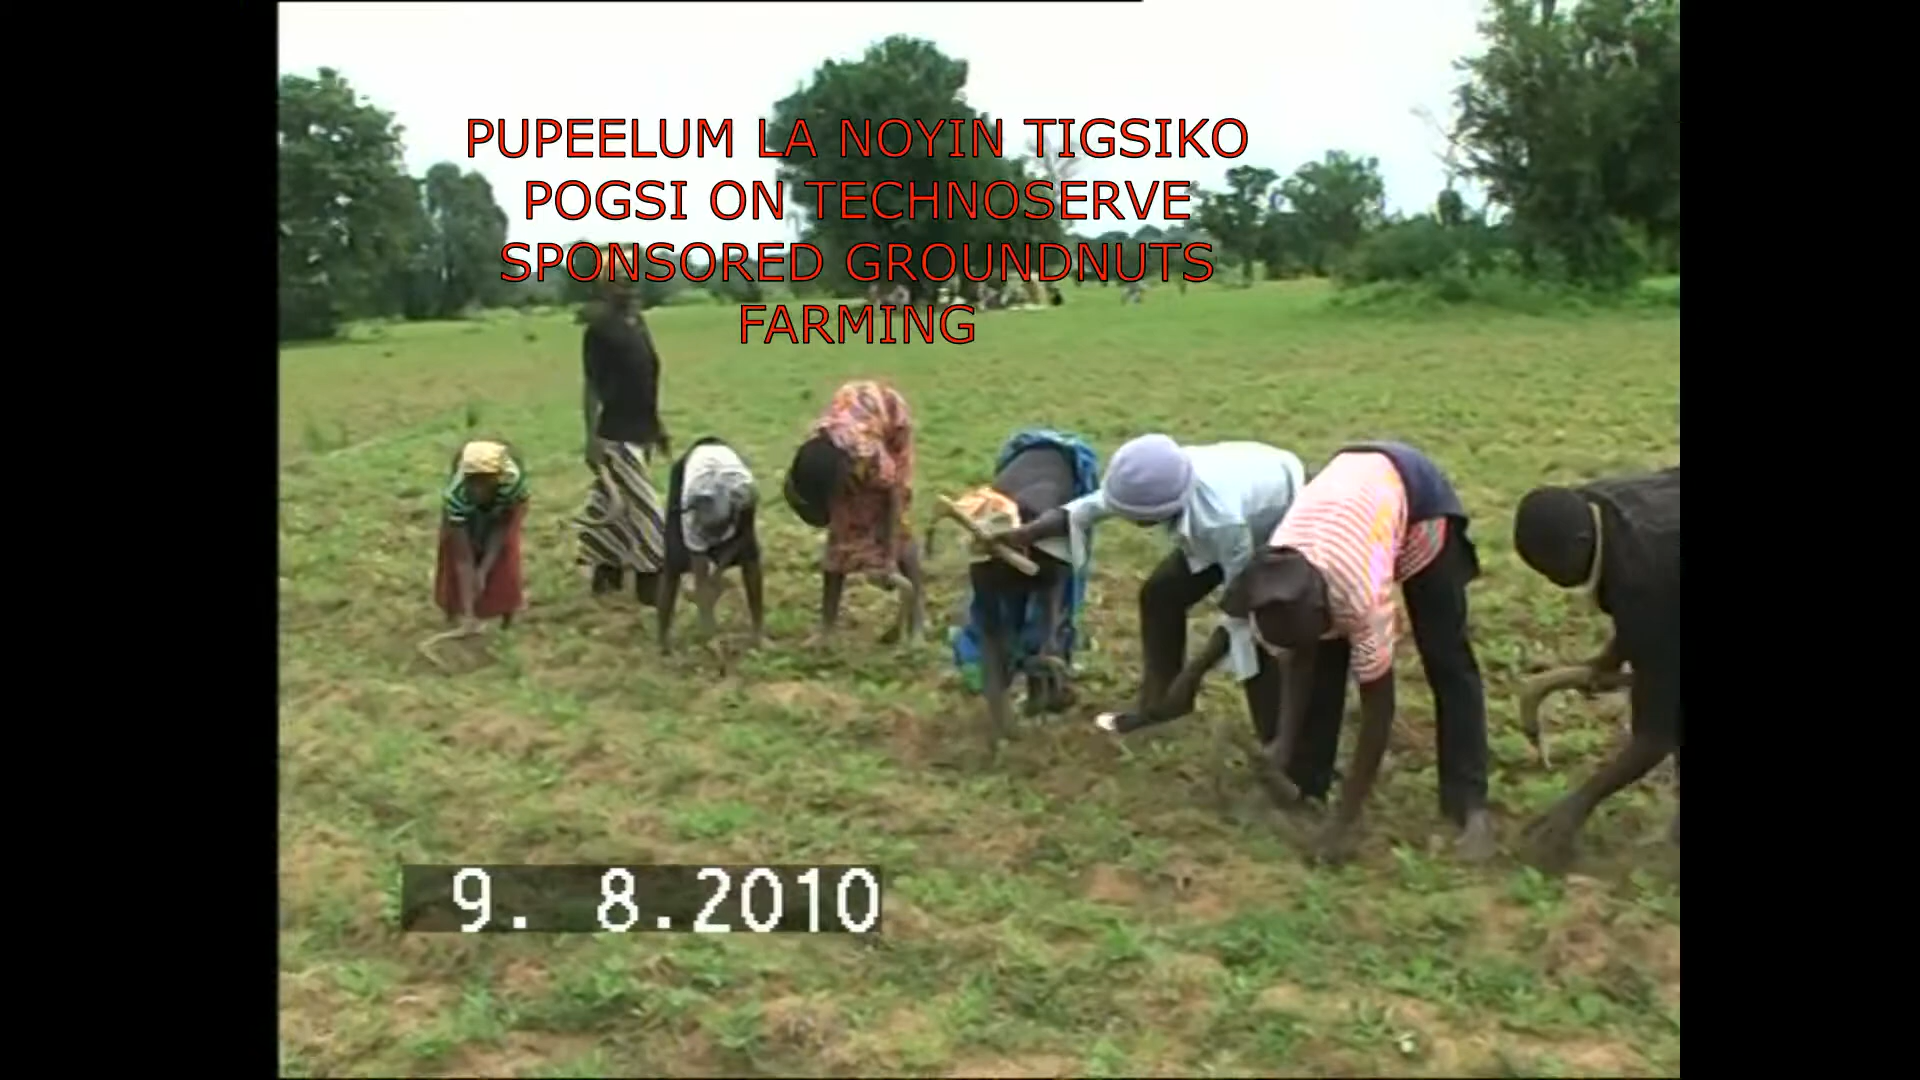 PUPEELUM LA NOYIN TIGSIKO
POGSI ON TECHNOSERVE
SPONSORED GROUNDNUTS
FARMING
9. 8.2010